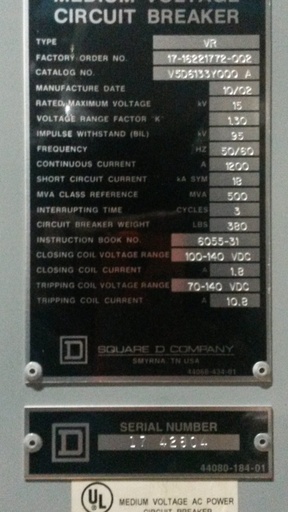 MEDIUM VOLTAGE
CIRCUIT BREAKER
TYPE VR
FACTORY ORDER NO. 17-16221772-002
CATALOG NO. V5D6133Y000 A
MANUFACTURE DATE 10/02
RATED MAXIMUM VOLTAGE kV 15
VOLTAGE RANGE FACTOR "K" 1.30
IMPULSE WITHSTAND (BIL) kV 95
FREQUENCY HZ 50/60
CONTINUOUS CURRENT A 1200
SHORT CIRCUIT CURRENT kA SYM 18
MVA CLASS REFERENCE MVA 500
INTERRUPTING TIME CYCLES 3
CIRCUIT BREAKER WEIGHT LBS 380
INSTRUCTION BOOK NO. 6055-31
CLOSING COIL VOLTAGE RANGE 100-140 VDC
CLOSING COIL CURRENT A 1.8
TRIPPING COIL VOLTAGE RANGE 70-140 VDC
TRIPPING COIL CURRENT A 10.8
D SQUARE D COMPANY
SMYRNA, TN USA
44080-434-01
SERIAL NUMBER
D 17 42804
44080-184-01
UL MEDIUM VOLTAGE AC POWER
CIRCUIT BREAKER